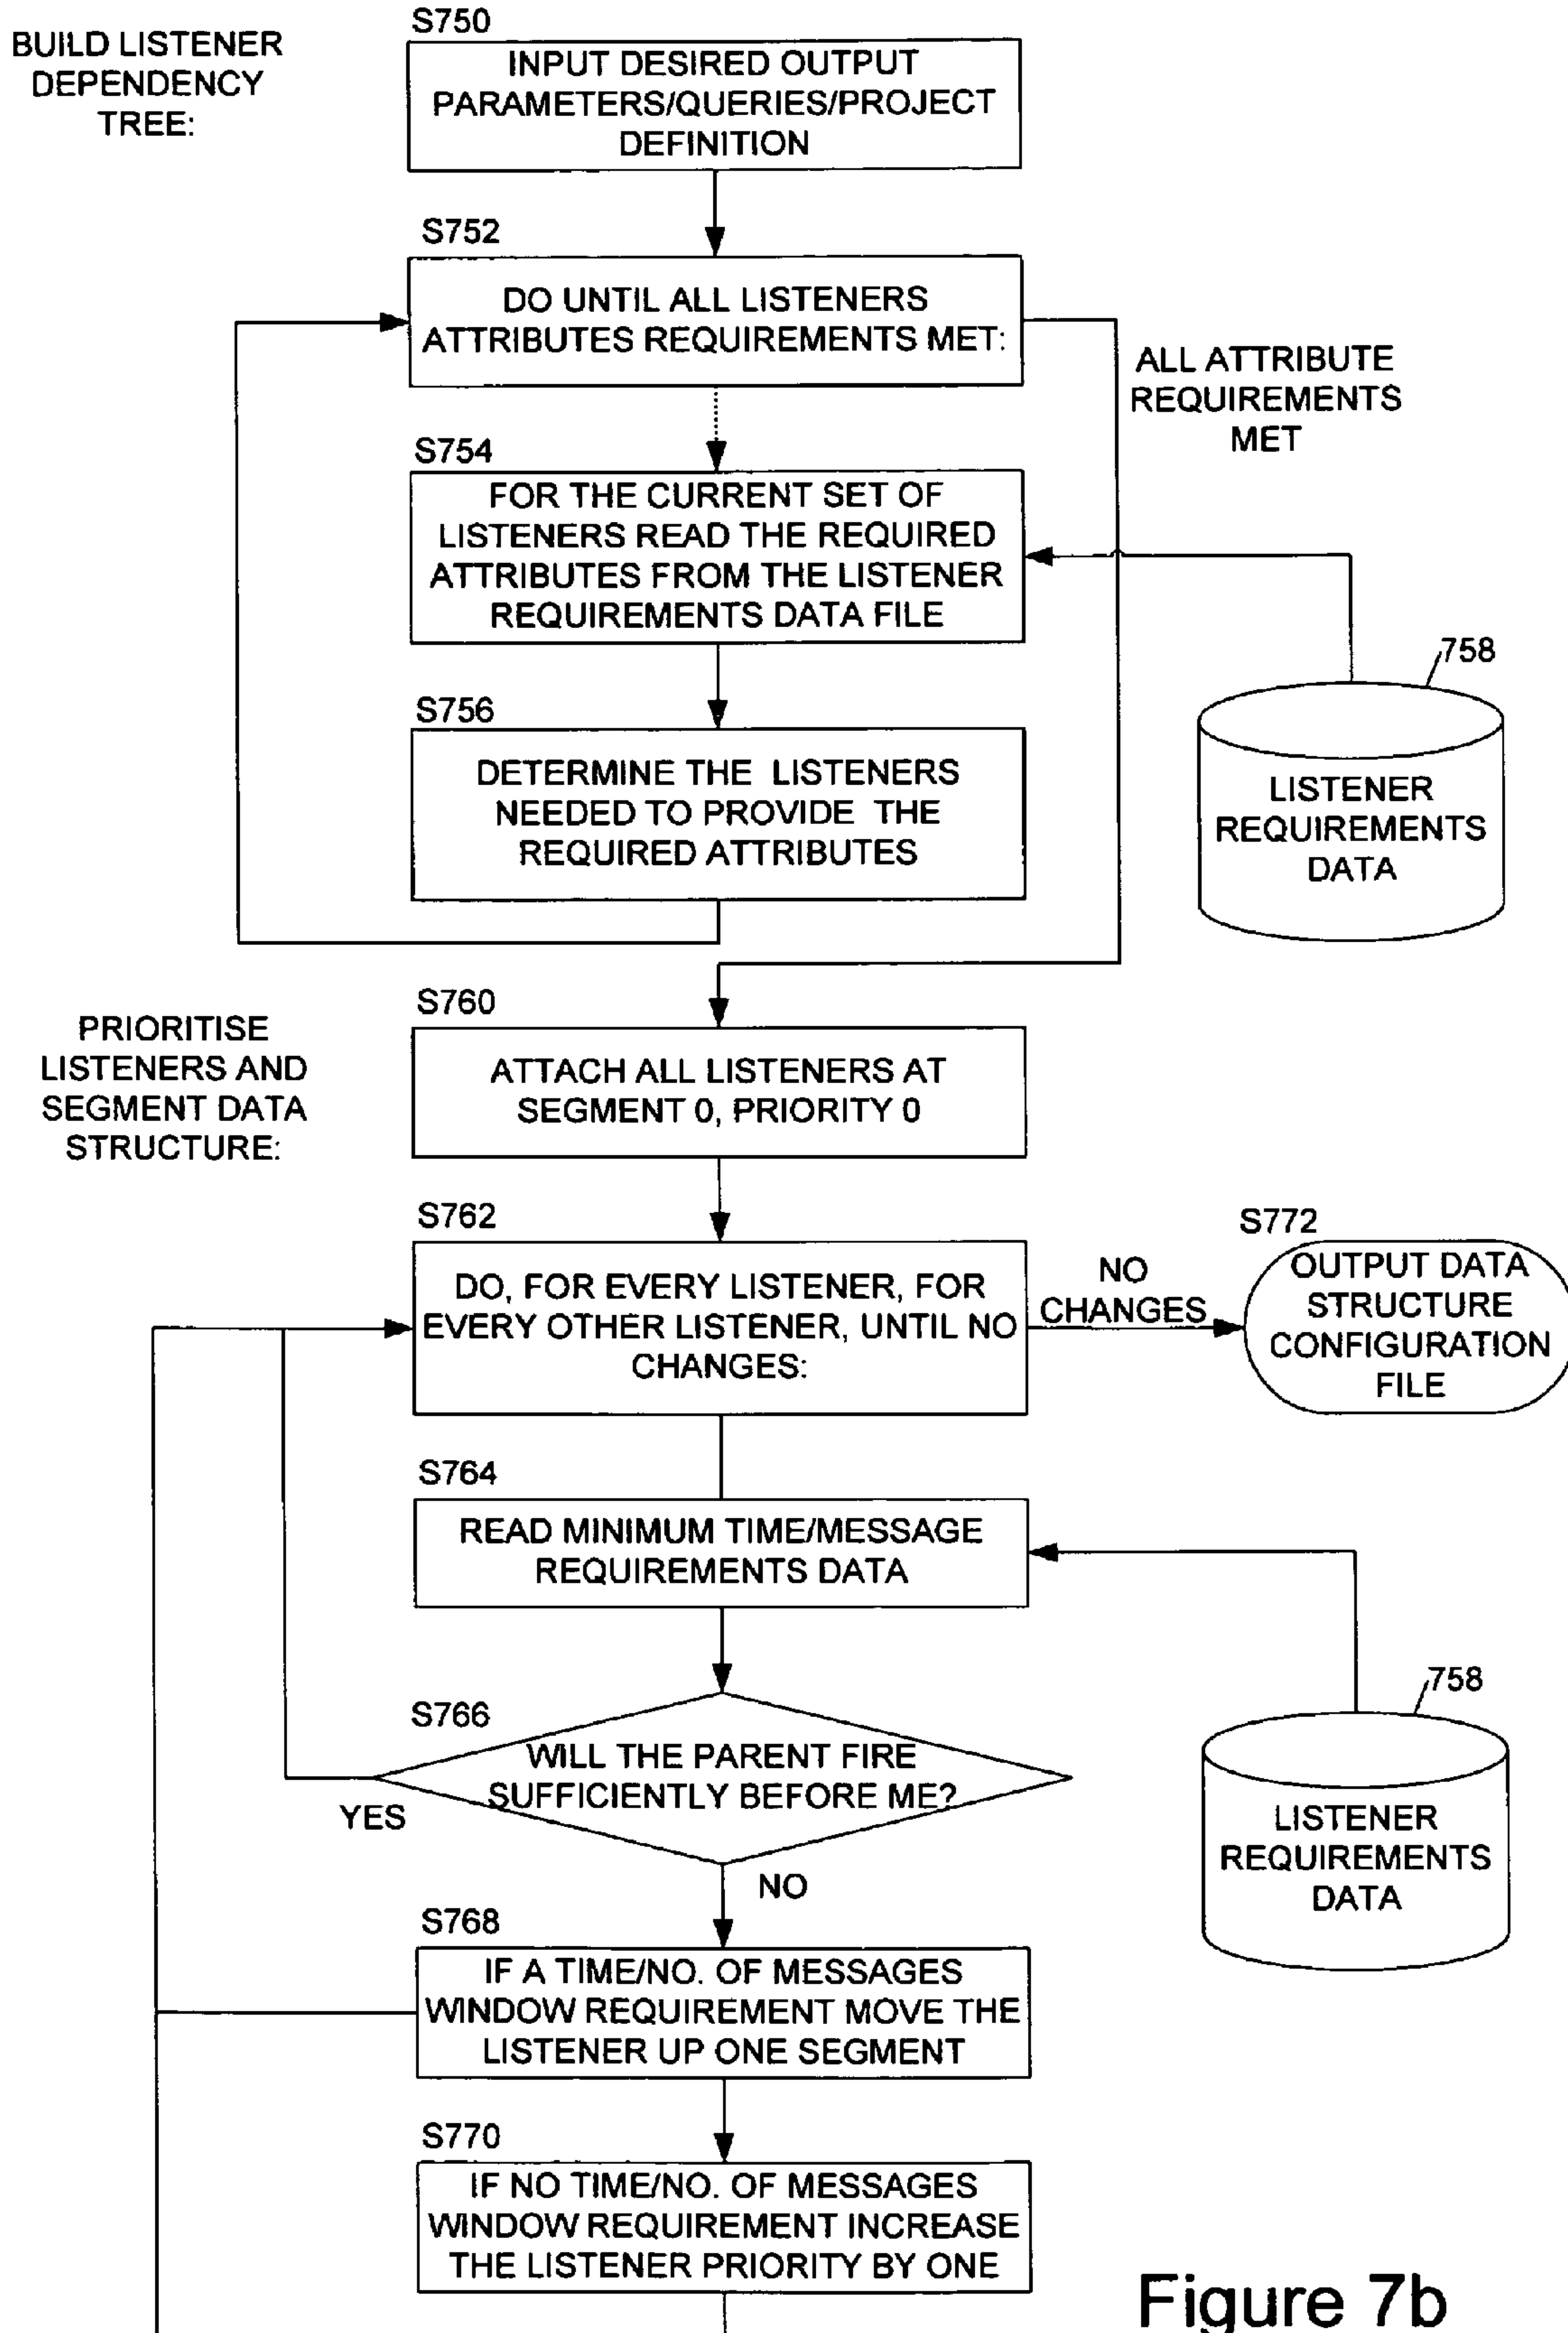 BUILD LISTENER
DEPENDENCY
TREE:
S750
INPUT DESIRED OUTPUT
PARAMETERS/QUERIES/PROJECT
DEFINITION
S752
DO UNTIL ALL LISTENERS
ATTRIBUTES REQUIREMENTS MET:
ALL ATTRIBUTE
REQUIREMENTS
MET
S754
FOR THE CURRENT SET OF
LISTENERS READ THE REQUIRED
ATTRIBUTES FROM THE LISTENER
REQUIREMENTS DATA FILE
758
LISTENER
REQUIREMENTS
DATA
S756
DETERMINE THE LISTENERS
NEEDED TO PROVIDE THE
REQUIRED ATTRIBUTES
PRIORITISE
LISTENERS AND
SEGMENT DATA
STRUCTURE:
S760
ATTACH ALL LISTENERS AT
SEGMENT 0, PRIORITY 0
S762
DO, FOR EVERY LISTENER, FOR
EVERY OTHER LISTENER, UNTIL NO
CHANGES:
NO
CHANGES
S772
OUTPUT DATA
STRUCTURE
CONFIGURATION
FILE
S764
READ MINIMUM TIME/MESSAGE
REQUIREMENTS DATA
758
LISTENER
REQUIREMENTS
DATA
S766
WILL THE PARENT FIRE
SUFFICIENTLY BEFORE ME?
YES
NO
S768
IF A TIME/NO. OF MESSAGES
WINDOW REQUIREMENT MOVE THE
LISTENER UP ONE SEGMENT
S770
IF NO TIME/NO. OF MESSAGES
WINDOW REQUIREMENT INCREASE
THE LISTENER PRIORITY BY ONE
Figure 7b